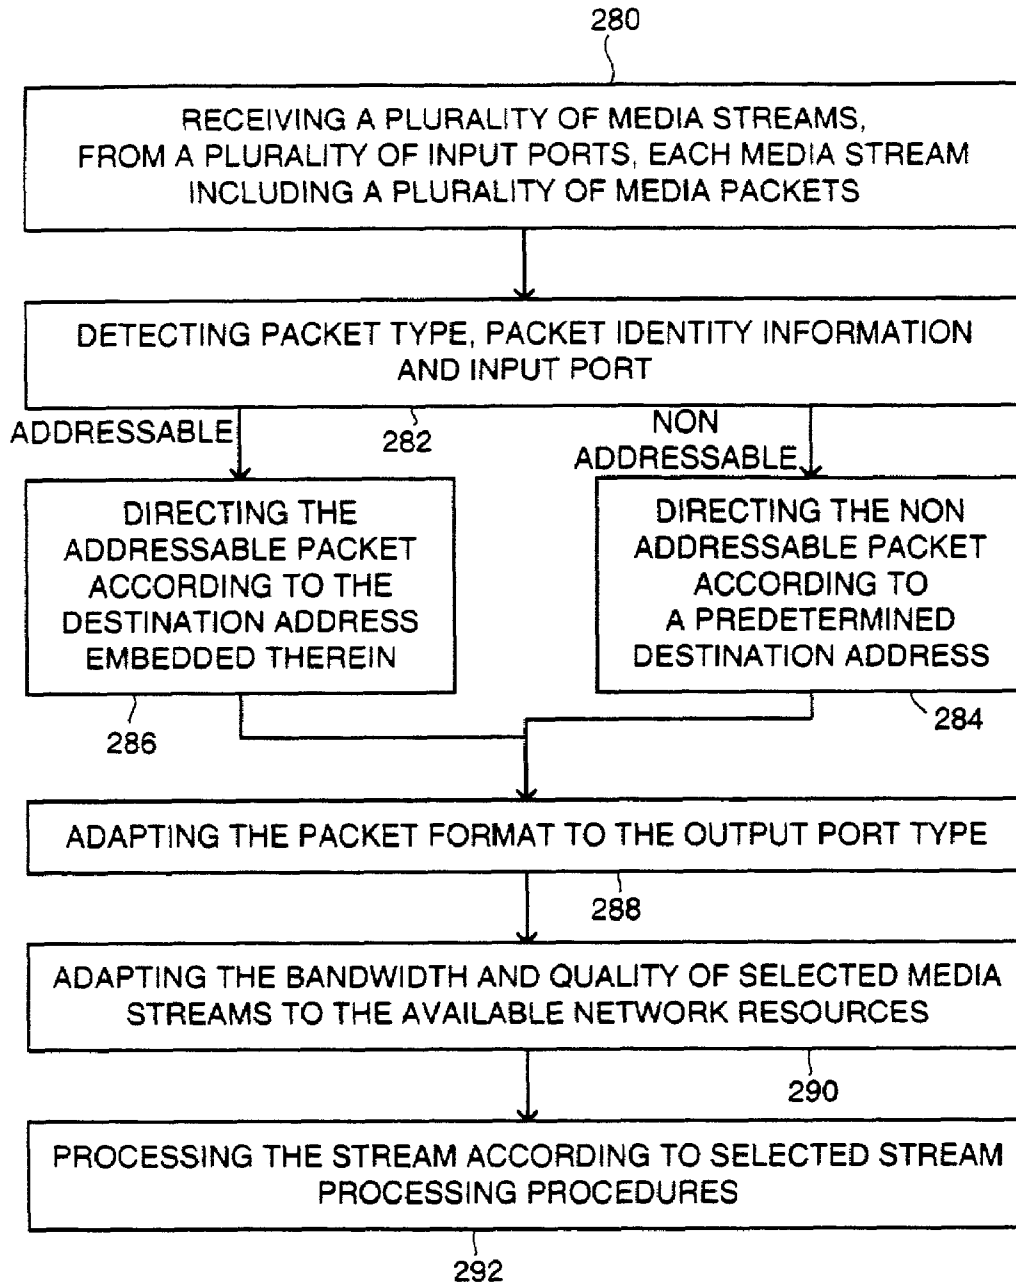 280
RECEIVING A PLURALITY OF MEDIA STREAMS,
FROM A PLURALITY OF INPUT PORTS, EACH MEDIA STREAM
INCLUDING A PLURALITY OF MEDIA PACKETS
DETECTING PACKET TYPE, PACKET IDENTITY INFORMATION
AND INPUT PORT
282
ADDRESSABLE
NON
ADDRESSABLE
DIRECTING THE
ADDRESSABLE PACKET
ACCORDING TO THE
DESTINATION ADDRESS
EMBEDDED THEREIN
286
DIRECTING THE NON
ADDRESSABLE PACKET
ACCORDING TO
A PREDETERMINED
DESTINATION ADDRESS
284
ADAPTING THE PACKET FORMAT TO THE OUTPUT PORT TYPE
288
ADAPTING THE BANDWIDTH AND QUALITY OF SELECTED MEDIA
STREAMS TO THE AVAILABLE NETWORK RESOURCES
290
PROCESSING THE STREAM ACCORDING TO SELECTED STREAM
PROCESSING PROCEDURES
292